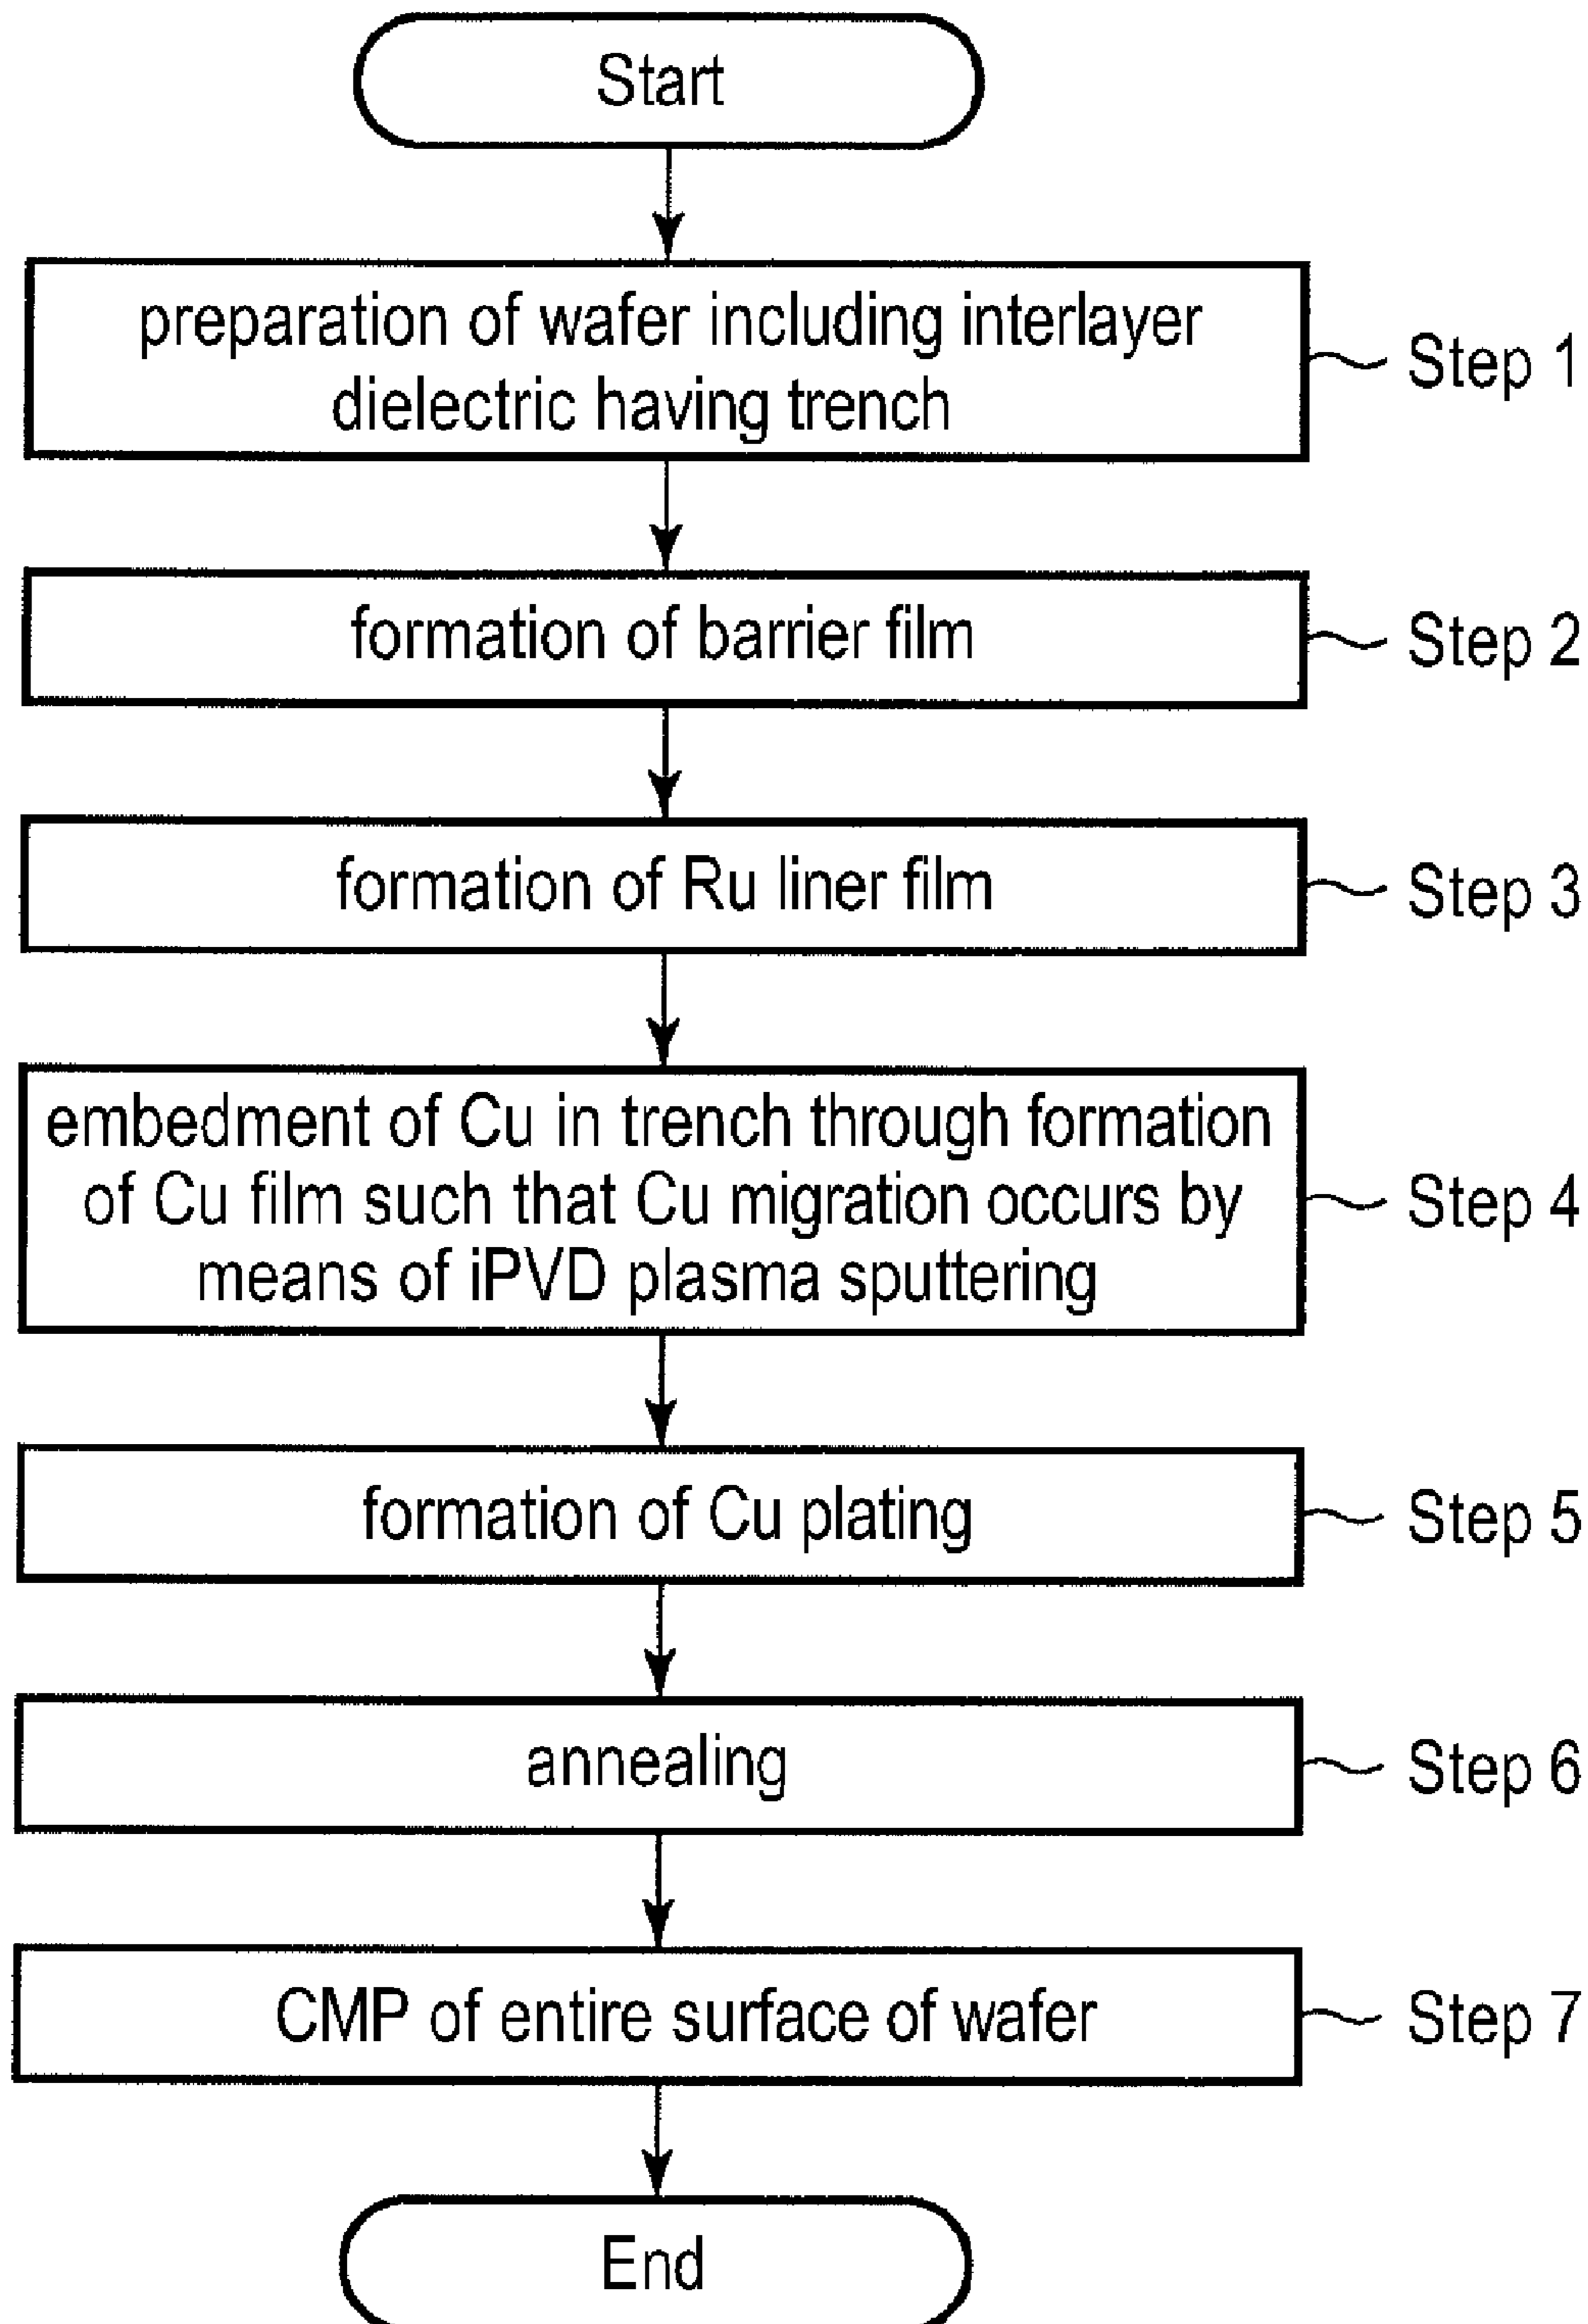 Start
preparation of wafer including interlayer
dielectric having trench
Step 1
formation of barrier film
Step 2
formation of Ru liner film
Step 3
embedment of Cu in trench through formation
of Cu film such that Cu migration occurs by
means of iPVD plasma sputtering
Step 4
formation of Cu plating
Step 5
annealing
Step 6
CMP of entire surface of wafer
Step 7
End